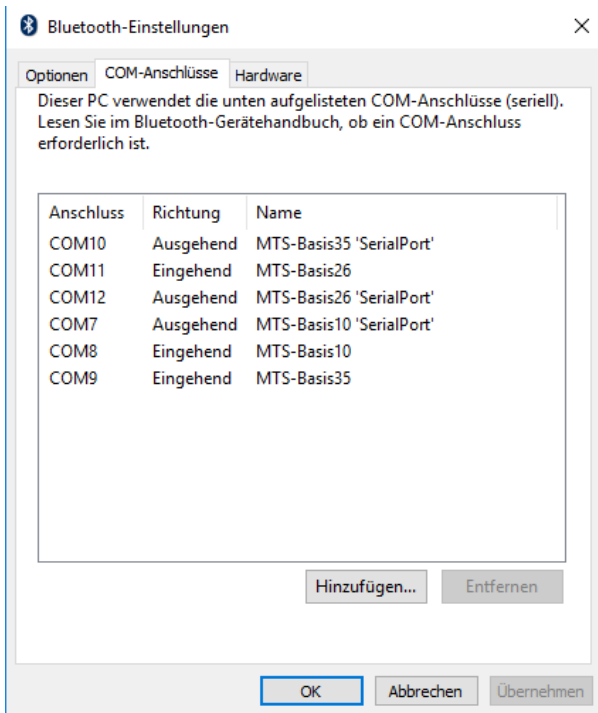 Bluetooth-Einstellungen
Optionen COM-Anschlüsse Hardware
Dieser PC verwendet die unten aufgelisteten COM-Anschlüsse (seriell).
Lesen Sie im Bluetooth-Gerätehandbuch, ob ein COM-Anschluss
erforderlich ist.
Anschluss Richtung Name
COM10 Ausgehend MTS-Basis35 'SerialPort'
COM11 Eingehend MTS-Basis26
COM12 Ausgehend MTS-Basis26 'SerialPort'
COM7 Ausgehend MTS-Basis10 'SerialPort'
COM8 Eingehend MTS-Basis10
COM9 Eingehend MTS-Basis35
Hinzufügen... Entfernen
OK Abbrechen Übernehmen